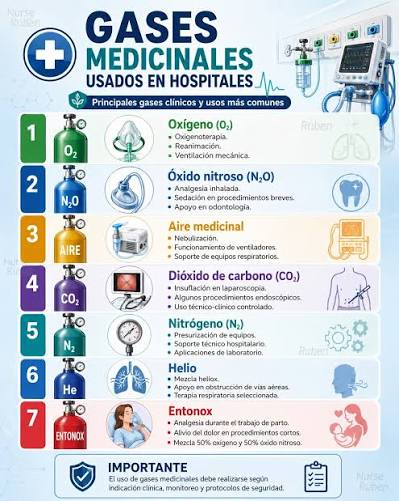 Nurse
Rubén
GASES
MEDICINALES
USADOS EN HOSPITALES
Principales gases clínicos y usos más comunes
1
O₂
Oxígeno (O₂)
• Oxigenoterapia.
• Reanimación.
• Ventilación mecánica.
Rúben
2
N₂O
Óxido nitroso (N₂O)
• Analgesia inhalada.
• Sedación en procedimientos breves.
• Apoyo en odontología.
3
AIRE
Aire medicinal
• Nebulización.
• Funcionamiento de ventiladores.
• Soporte de equipos respiratorios.
4
CO₂
Dióxido de carbono (CO₂)
• Insuflación en laparoscopia.
• Algunos procedimientos endoscópicos.
• Uso técnico-clínico controlado.
5
N₂
Nitrógeno (N₂)
• Presurización de equipos.
• Soporte técnico hospitalario.
• Aplicaciones de laboratorio.
Ruben
6
He
Helio
• Mezcla heliox.
• Apoyo en obstrucción de vías aéreas.
• Terapia respiratoria seleccionada.
7
ENTONOX
Entonox
• Analgesia durante el trabajo de parto.
• Alivio del dolor en procedimientos cortos.
• Mezcla 50% oxígeno y 50% óxido nitroso.
IMPORTANTE
El uso de gases medicinales debe realizarse según
indicación clínica, monitoreo y protocolos de seguridad.
Nurse
Rúben